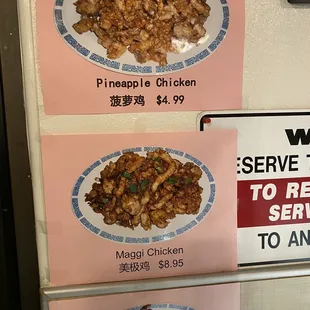 Pineapple Chicken
菠萝鸡 $4.99
Maggi Chicken
美极鸡 $8.95
W
ESERVE T
TO RE
SERV
TO AN